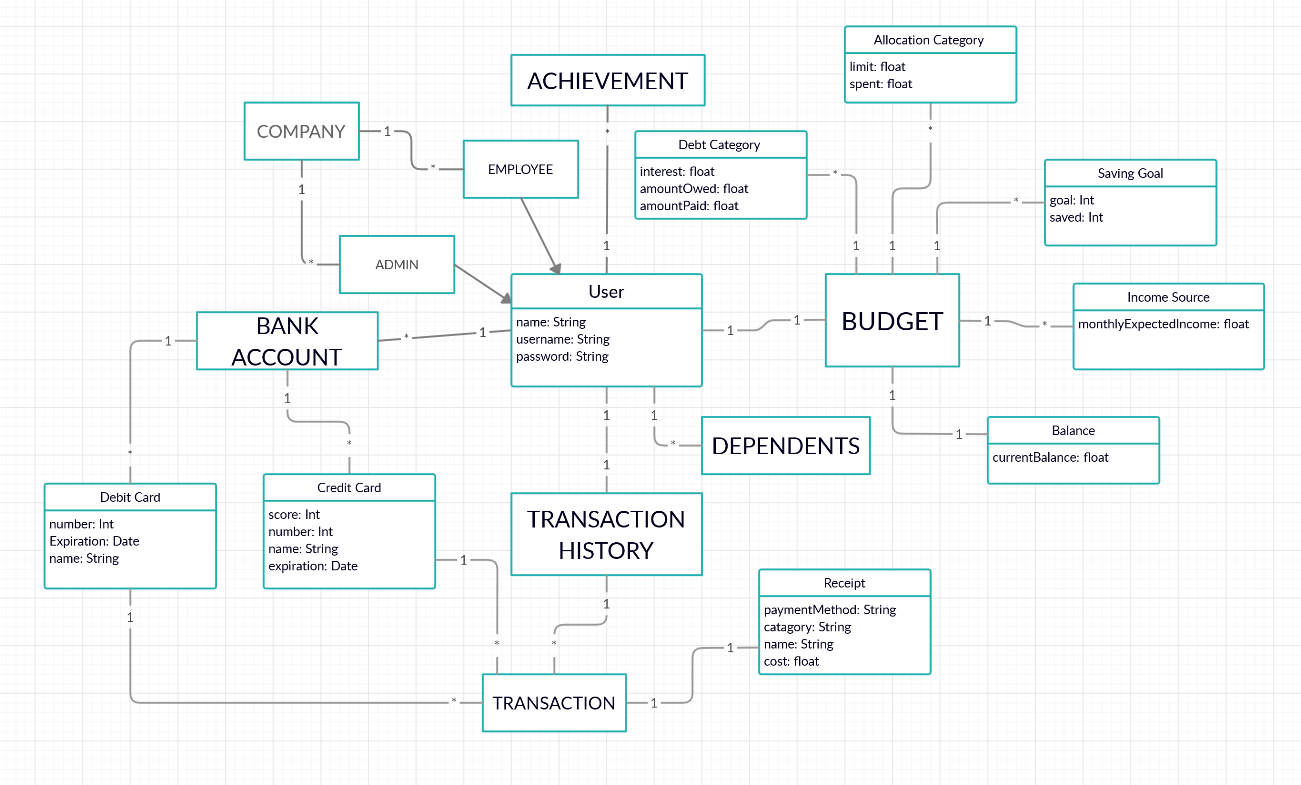 Allocation Category
limit: float
spent: float
ACHIEVEMENT
COMPANY
1
*
EMPLOYEE
*
1
1
*
ADMIN
Debt Category
interest: float
amountOwed: float
amountPaid: float
*
1
*
1
Saving Goal
goal: Int
saved: Int
*
1
User
name: String
username: String
password: String
BANK
ACCOUNT
*
1
1
1
BUDGET
1
*
Income Source
monthlyExpectedIncome: float
1
1
Balance
currentBalance: float
1
*
1
*
1
1
1
*
DEPENDENTS
Debit Card
number: Int
Expiration: Date
name: String
Credit Card
score: Int
number: Int
name: String
expiration: Date
TRANSACTION
HISTORY
1
*
1
*
1
*
Receipt
paymentMethod: String
catagory: String
name: String
cost: float
TRANSACTION
1
1